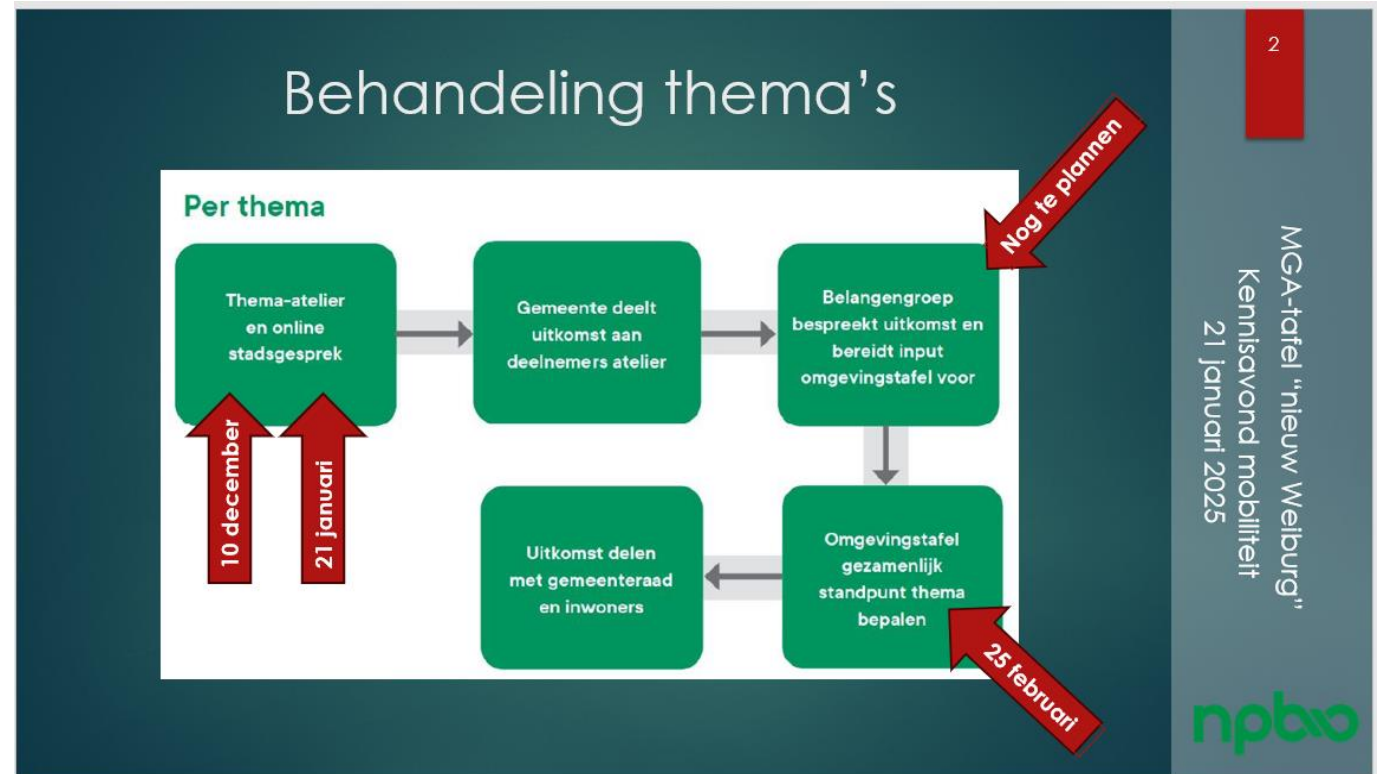 2
Behandeling thema's
Per thema
Thema-atelier
en online
stadsgesprek
Gemeente deelt
uitkomst aan
deelnemers atelier
Belangengroep
bespreekt uitkomst en
bereidt input
omgevingstafel voor
Nog te plannen
10 december
21 januari
Omgevingstafel
gezamenlijk
standpunt thema
bepalen
25 februari
Uitkomst delen
met gemeenteraad
en inwoners
MGA-tafel "nieuw Weiburg"
Kennisavond mobiliteit
21 januari 2025
npbo